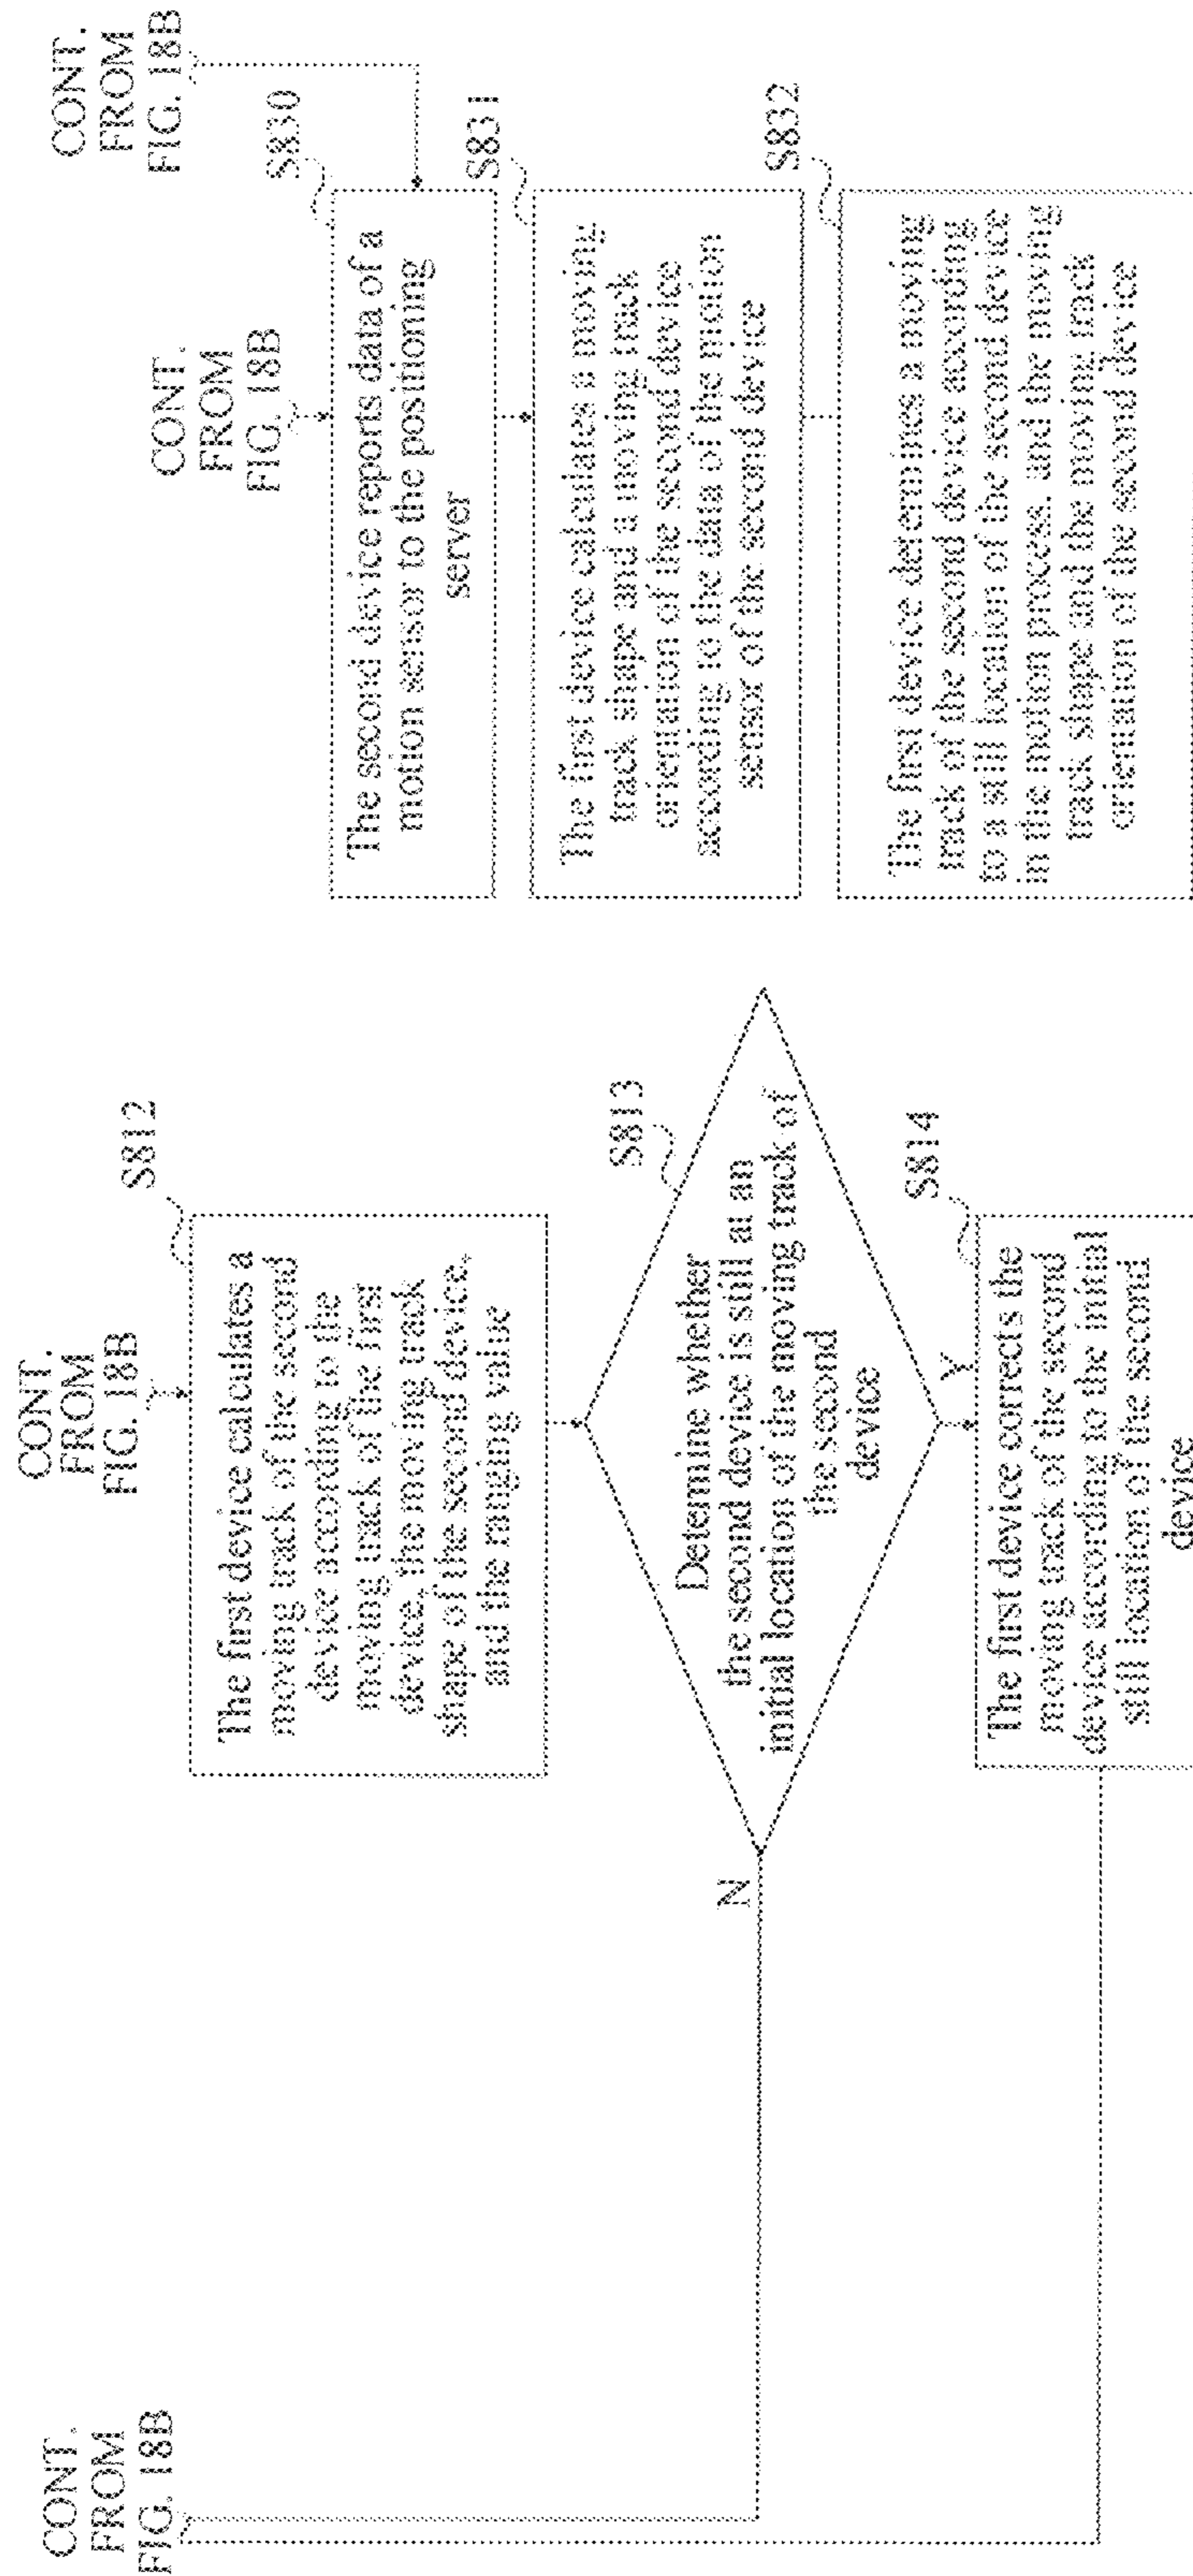 CONT.
FROM
FIG. 18B
CONT.
FROM
FIG. 18B
S812
The first device calculates a
moving track of the second
device according to the
moving track of the first
device, the moving track
shape of the second device,
and the ranging value
S813
Determine whether
the second device is still at an
initial location of the moving track of
the second
device
N
Y
S814
The first device corrects the
moving track of the second
device according to the initial
still location of the second
device
CONT.
FROM
FIG. 18B
CONT.
FROM
FIG. 18B
S830
The second device reports data of a
motion sensor to the positioning
server
S831
The first device calculates a moving
track shape and a moving track
orientation of the second device
according to the data of the motion
sensor of the second device
S832
The first device determines a moving
track of the second device according
to a still location of the second device
in the motion process, and the moving
track shape and the moving track
orientation of the second device